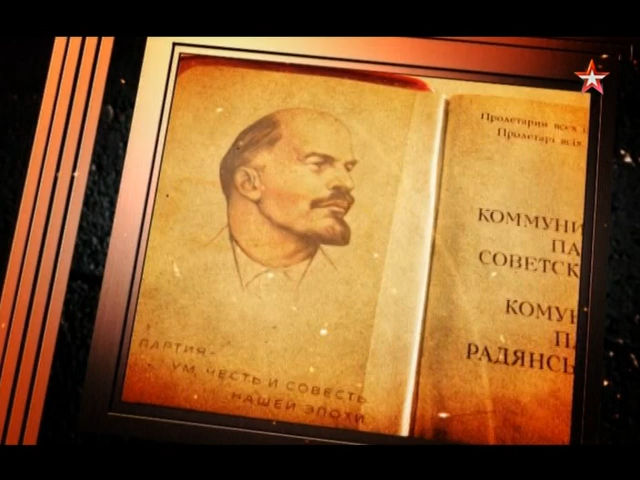 ПАРТИЯ-
УМ, ЧЕСТЬ И СОВЕСТЬ
НАШЕЙ ЭПОХИ
Пролетарии всех
Пролетарі всіх
КОММУНИ
ПА
СОВЕТСК
КОМУН
ПА
РАДЯНСЬ